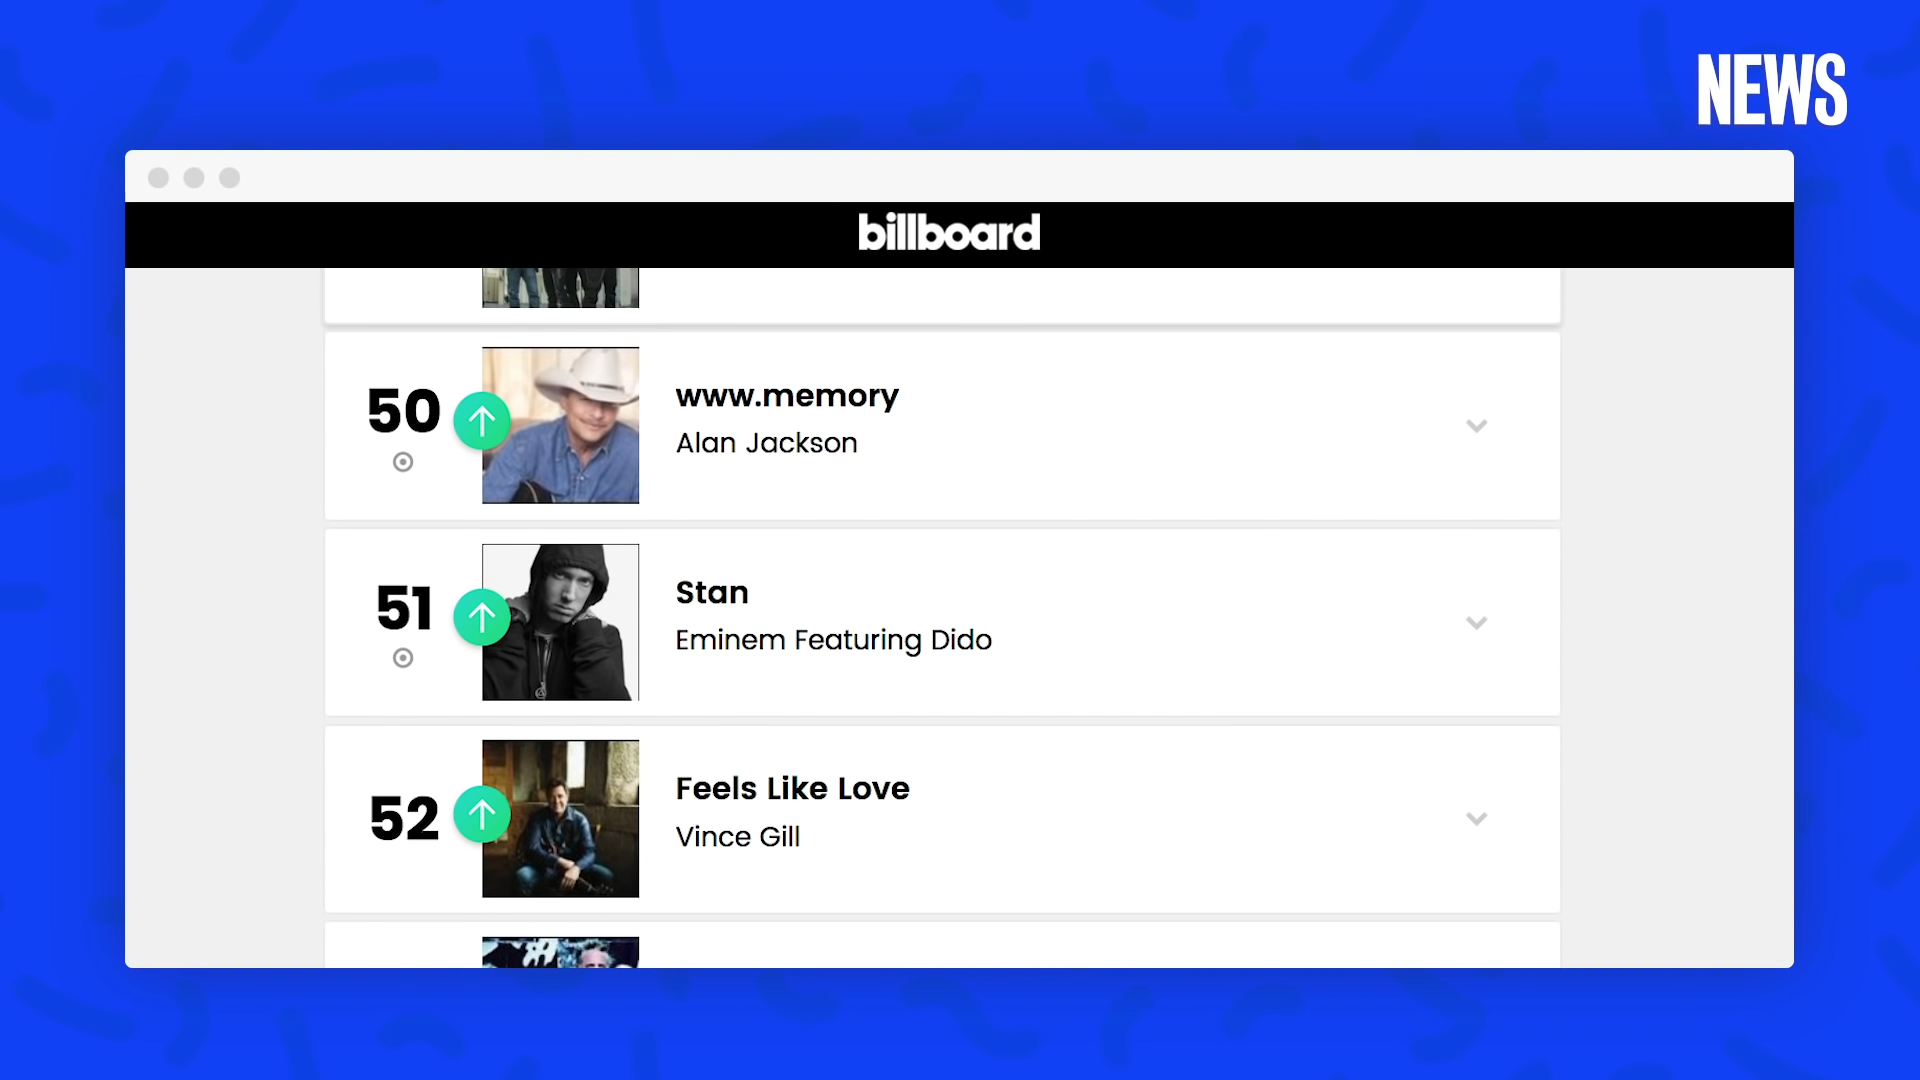 NEWS
billboard
50
www.memory
Alan Jackson
51
Stan
Eminem Featuring Dido
52
Feels Like Love
Vince Gill